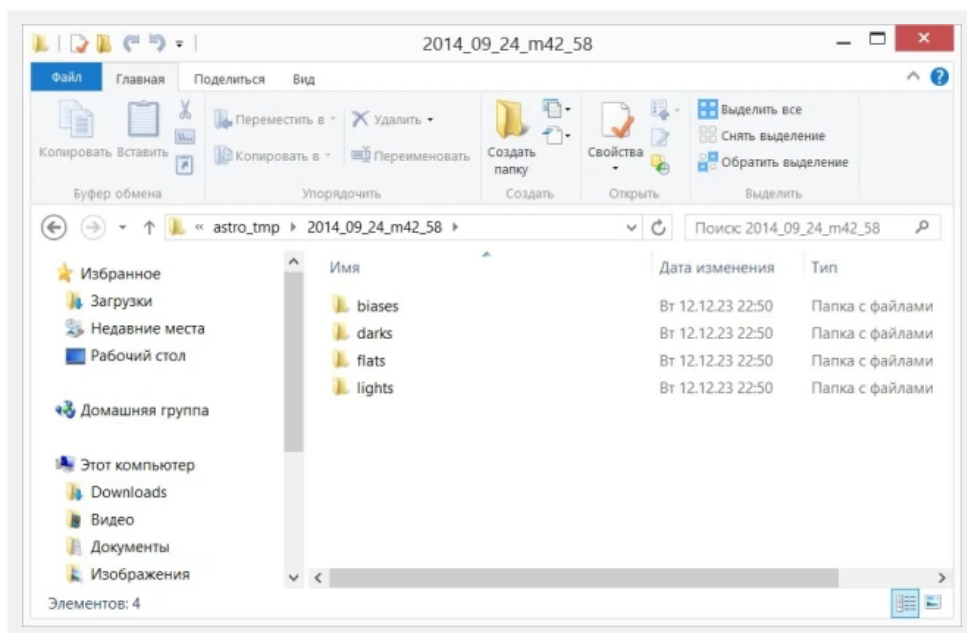 2014_09_24_m42_58
Файл Главная Поделиться Вид
Копировать Вставить
Переместить в
Копировать в
Удалить
Переименовать
Создать папку
Свойства
Выделить все
Снять выделение
Обратить выделение
Буфер обмена Упорядочить Создать Открыть Выделить
« astro_tmp 2014_09_24_m42_58
Поиск: 2014_09_24_m42_58
Избранное
Загрузки
Недавние места
Рабочий стол
Домашняя группа
Этот компьютер
Downloads
Видео
Документы
Изображения
Имя Дата изменения Тип
biases Вт 12.12.23 22:50 Папка с файлами
darks Вт 12.12.23 22:50 Папка с файлами
flats Вт 12.12.23 22:50 Папка с файлами
lights Вт 12.12.23 22:50 Папка с файлами
Элементов: 4